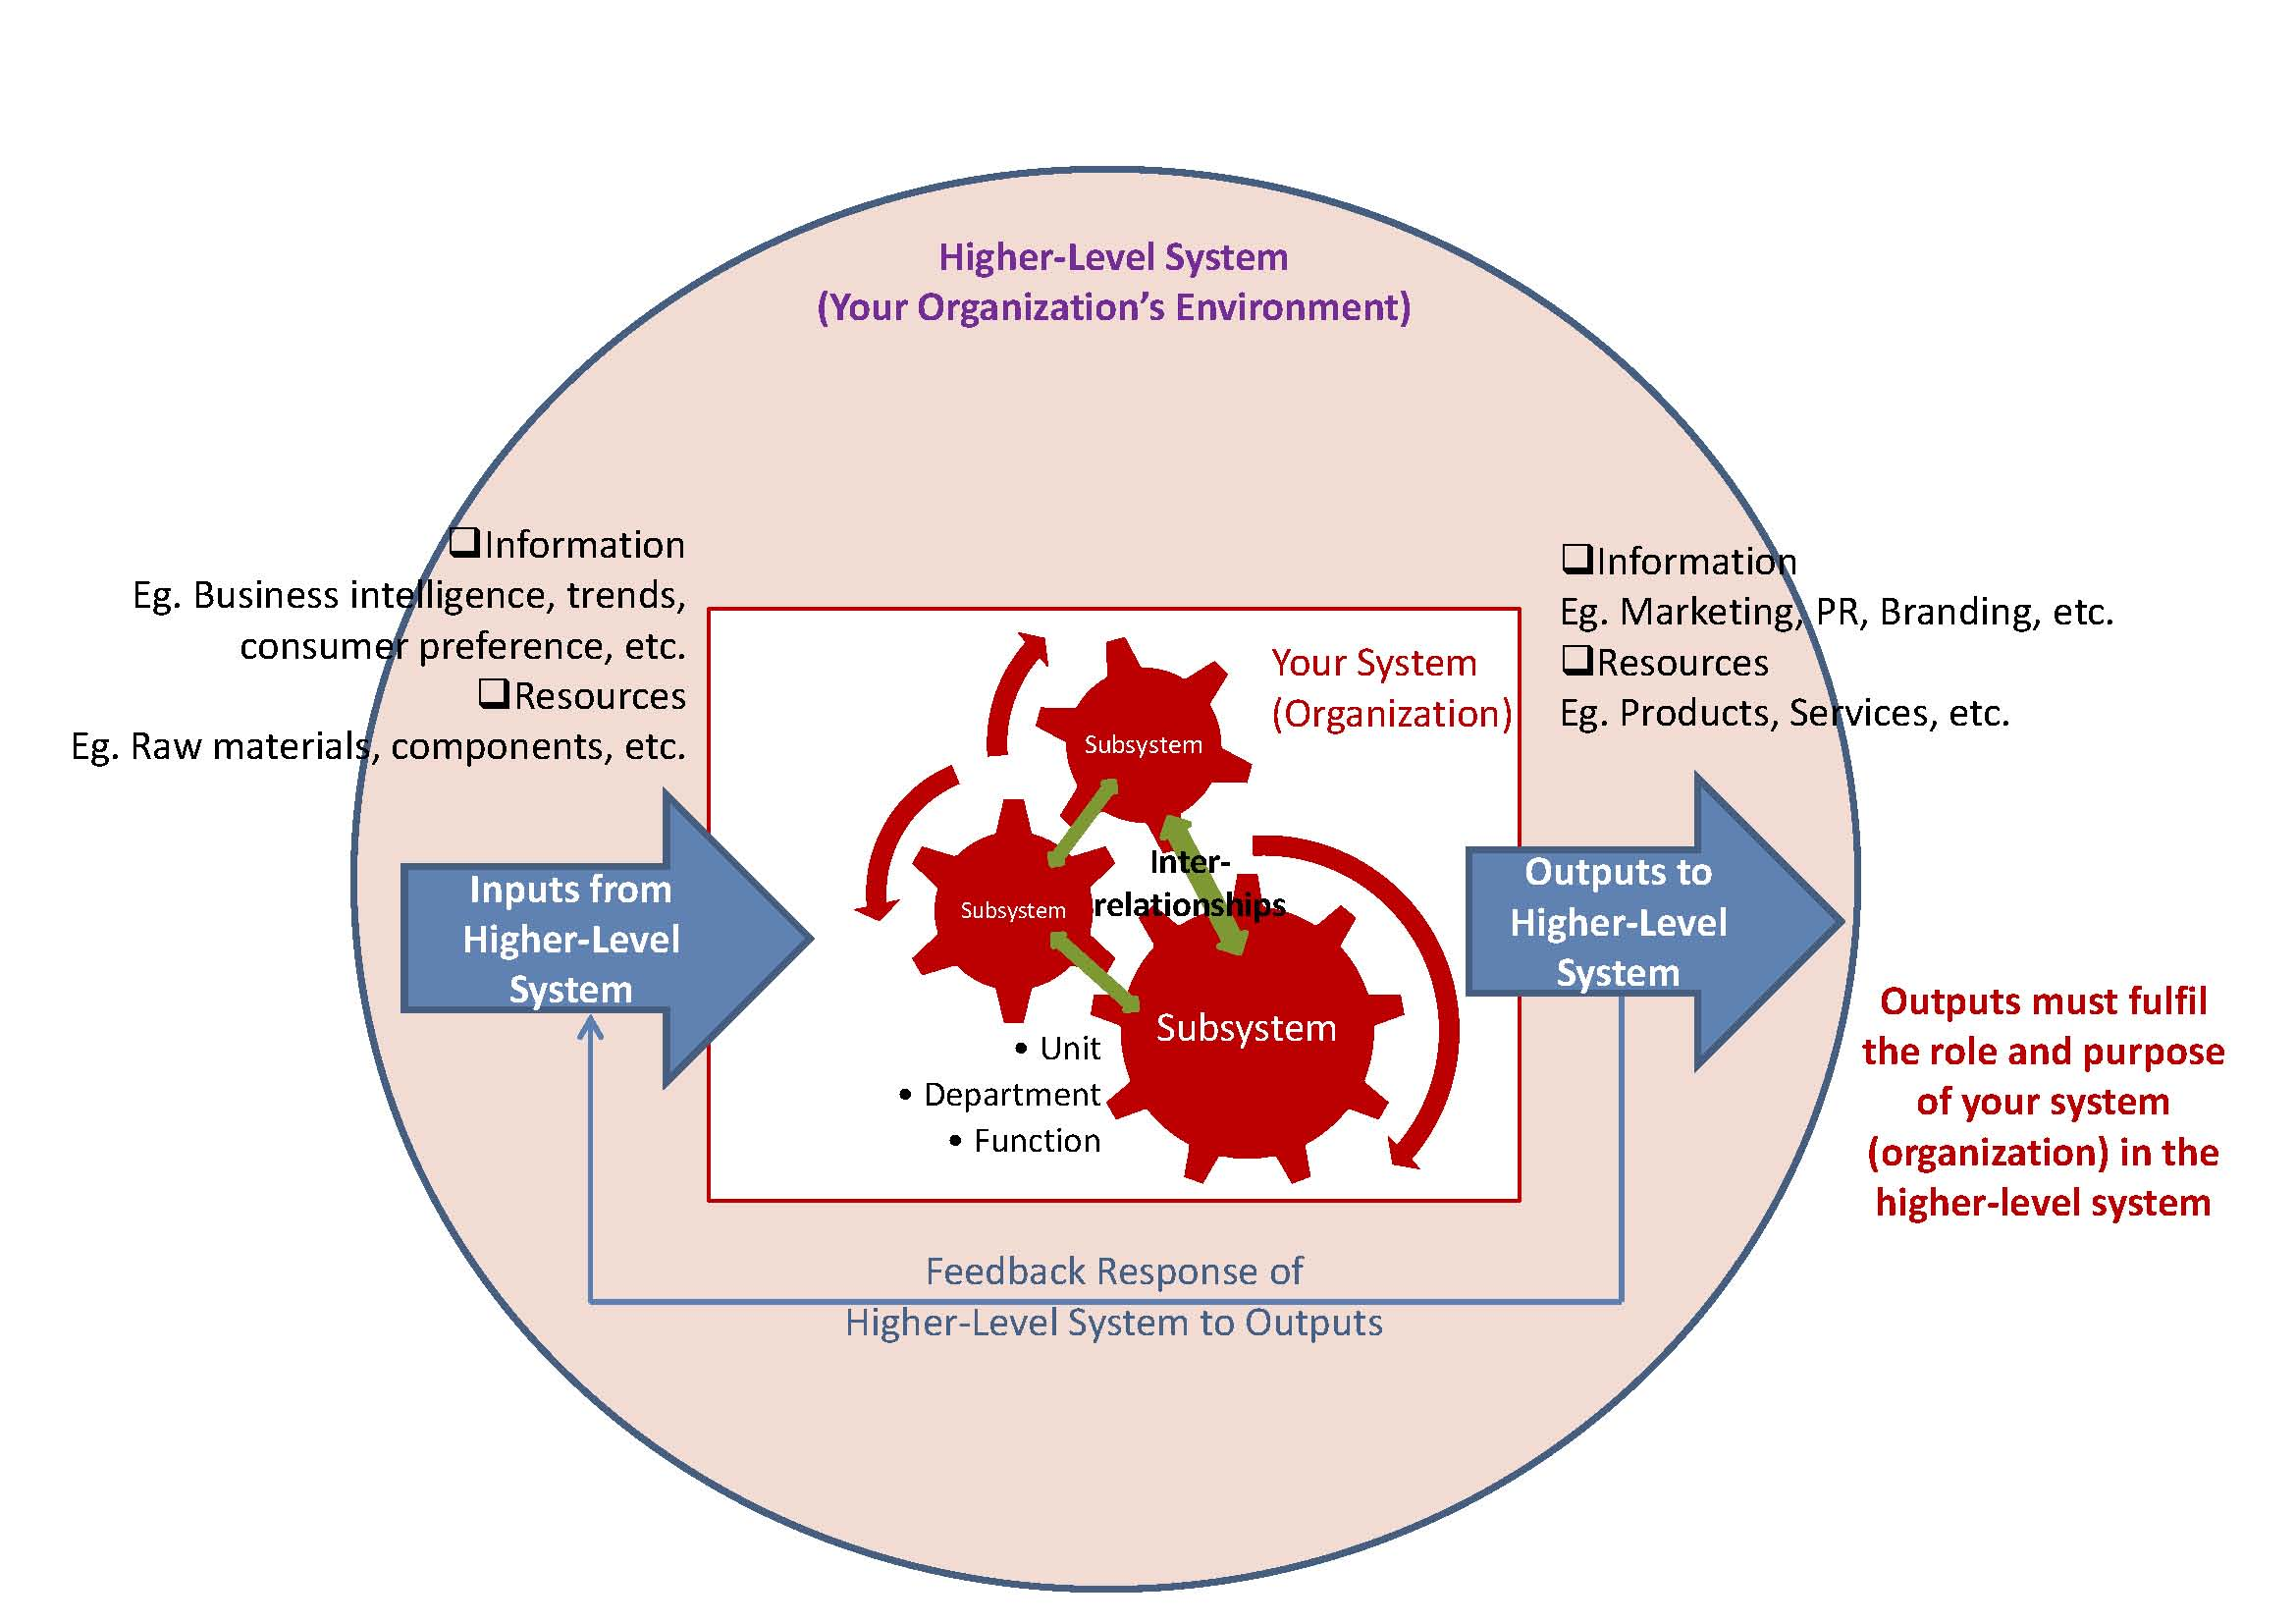 Higher-Level System
(Your Organization’s Environment)
❑Information
Eg. Business intelligence, trends,
consumer preference, etc.
❑Resources
Eg. Raw materials, components, etc.
❑Information
Eg. Marketing, PR, Branding, etc.
❑Resources
Eg. Products, Services, etc.
Your System
(Organization)
Subsystem
Inter-
relationships
Subsystem
Subsystem
• Unit
• Department
• Function
Inputs from
Higher-Level
System
Outputs to
Higher-Level
System
Outputs must fulfil
the role and purpose
of your system
(organization) in the
higher-level system
Feedback Response of
Higher-Level System to Outputs